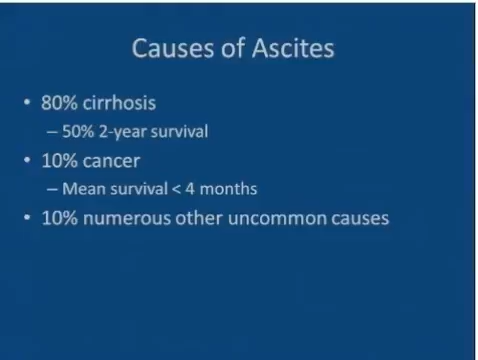 Causes of Ascites
• 80% cirrhosis
– 50% 2-year survival
• 10% cancer
– Mean survival < 4 months
• 10% numerous other uncommon causes